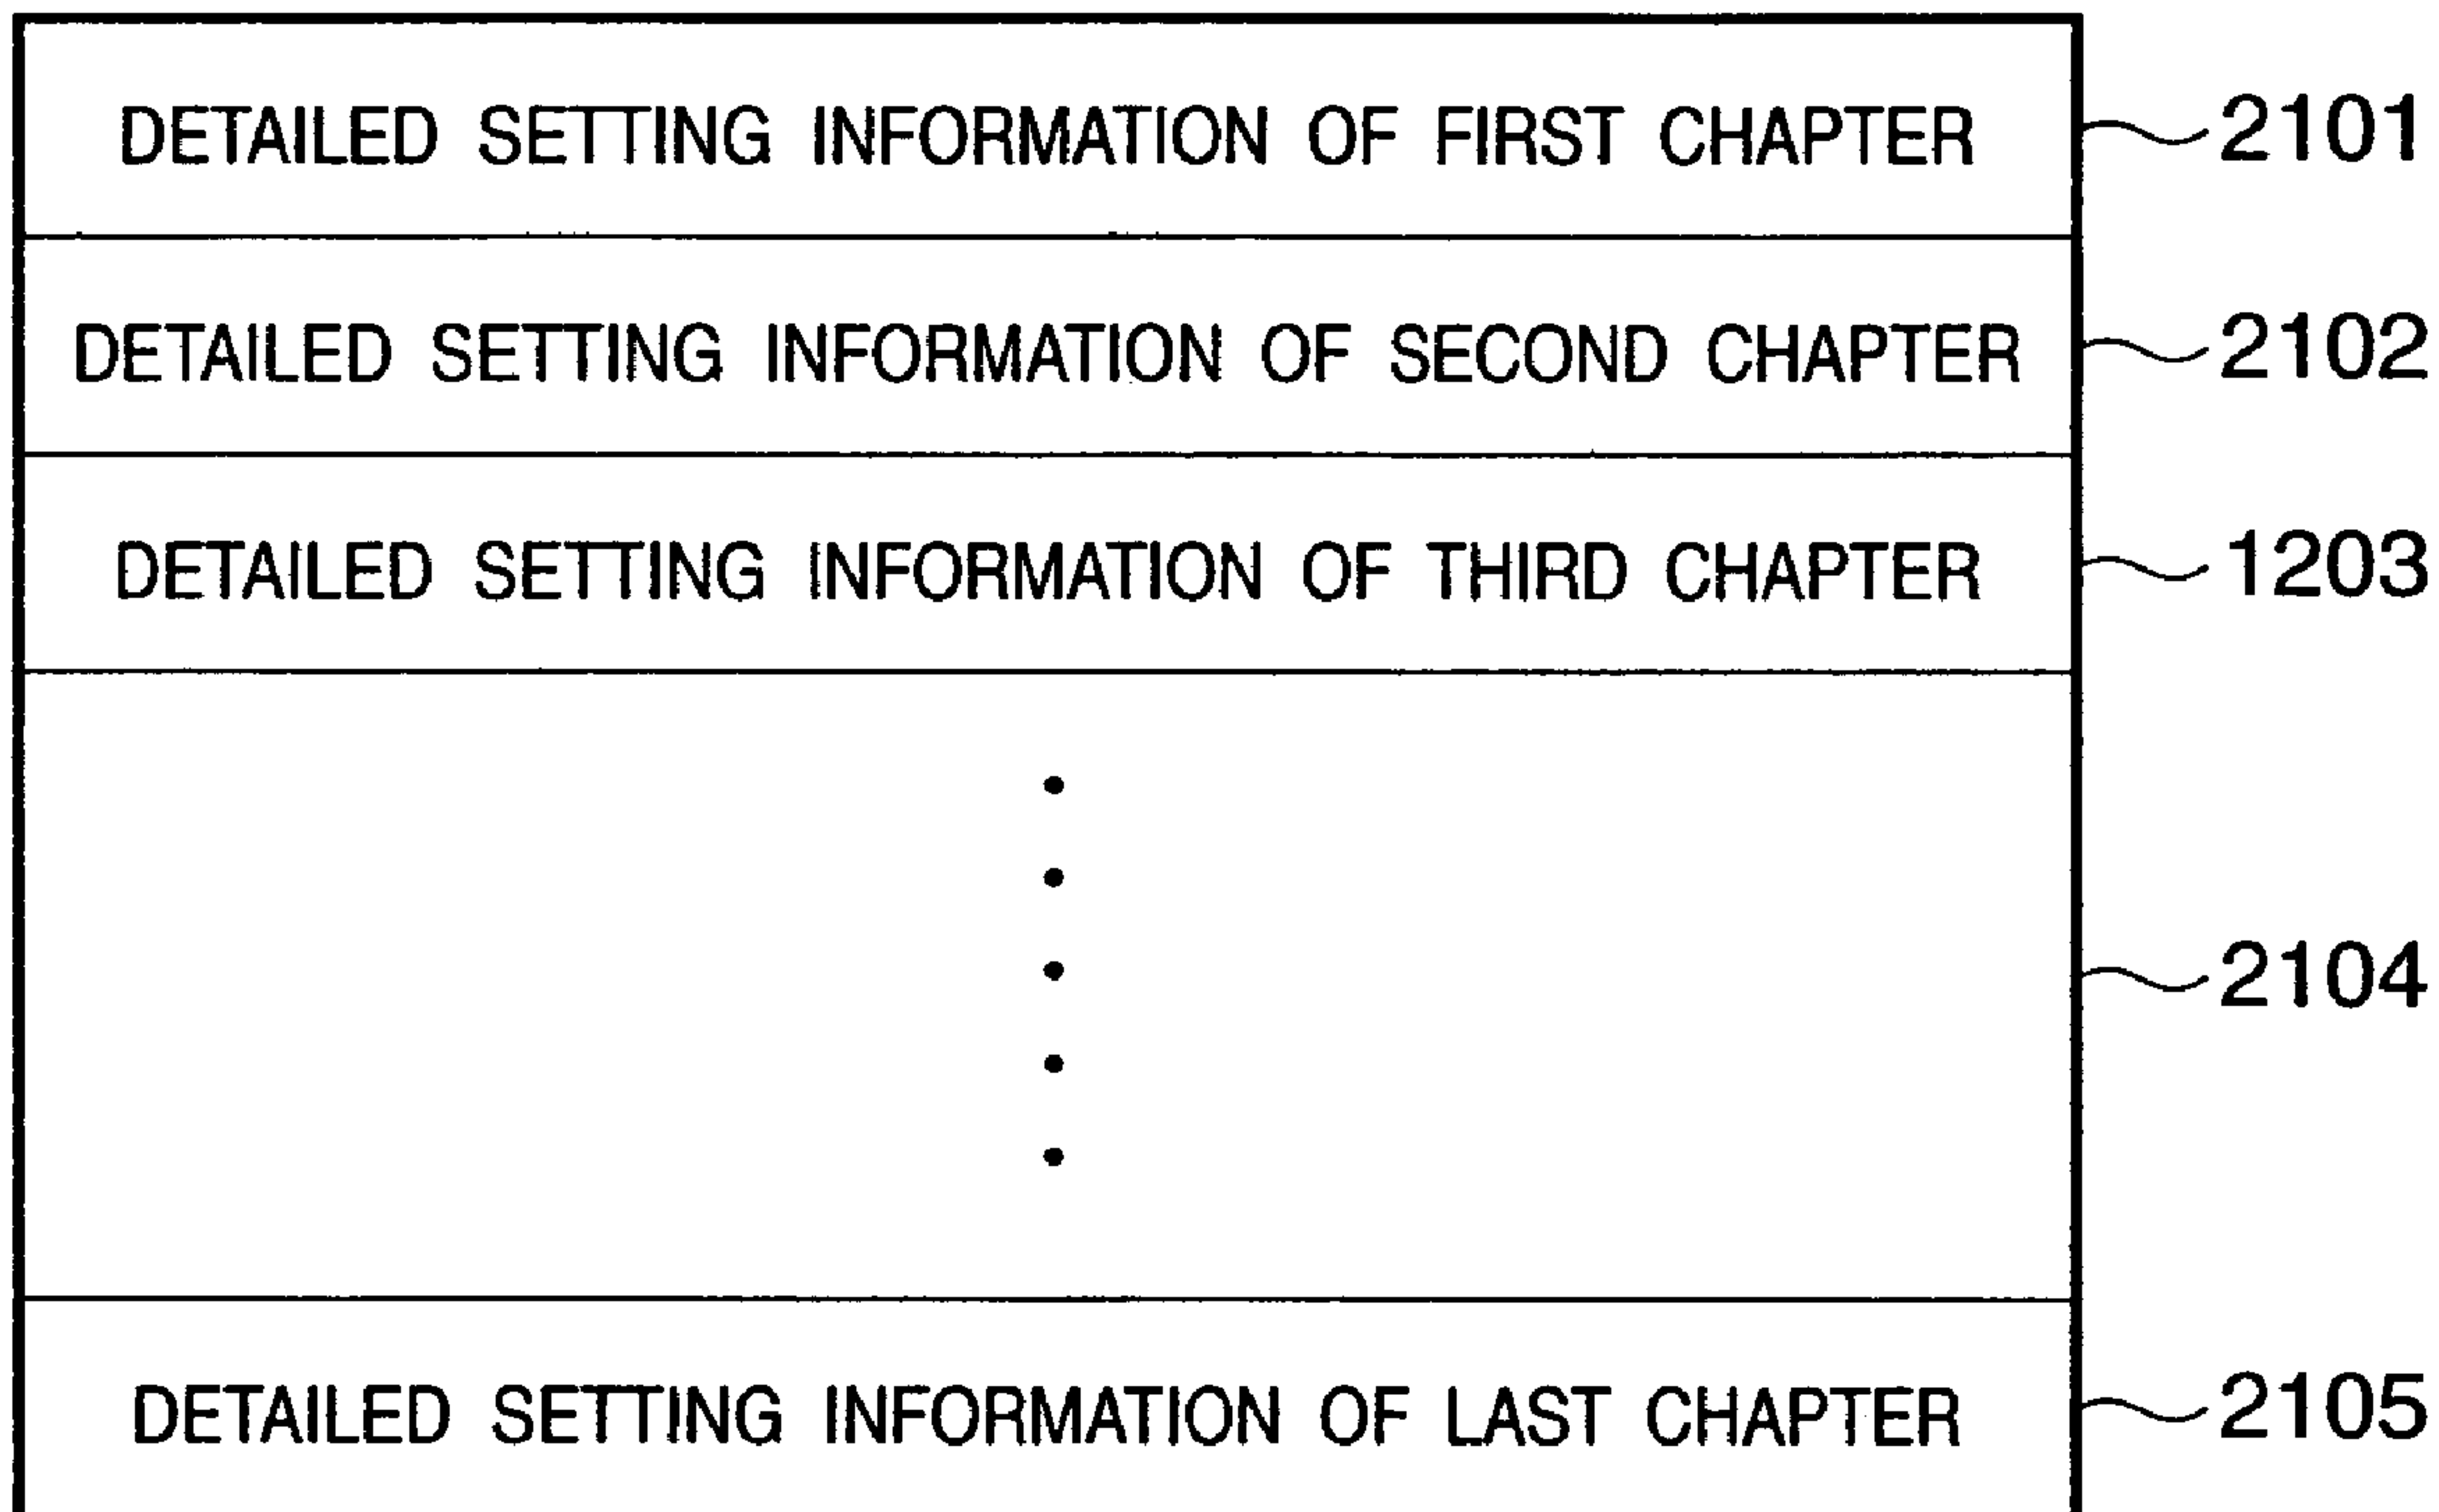 DETAILED SETTING INFORMATION OF FIRST CHAPTER 2101
DETAILED SETTING INFORMATION OF SECOND CHAPTER 2102
DETAILED SETTING INFORMATION OF THIRD CHAPTER 1203
2104
DETAILED SETTING INFORMATION OF LAST CHAPTER 2105